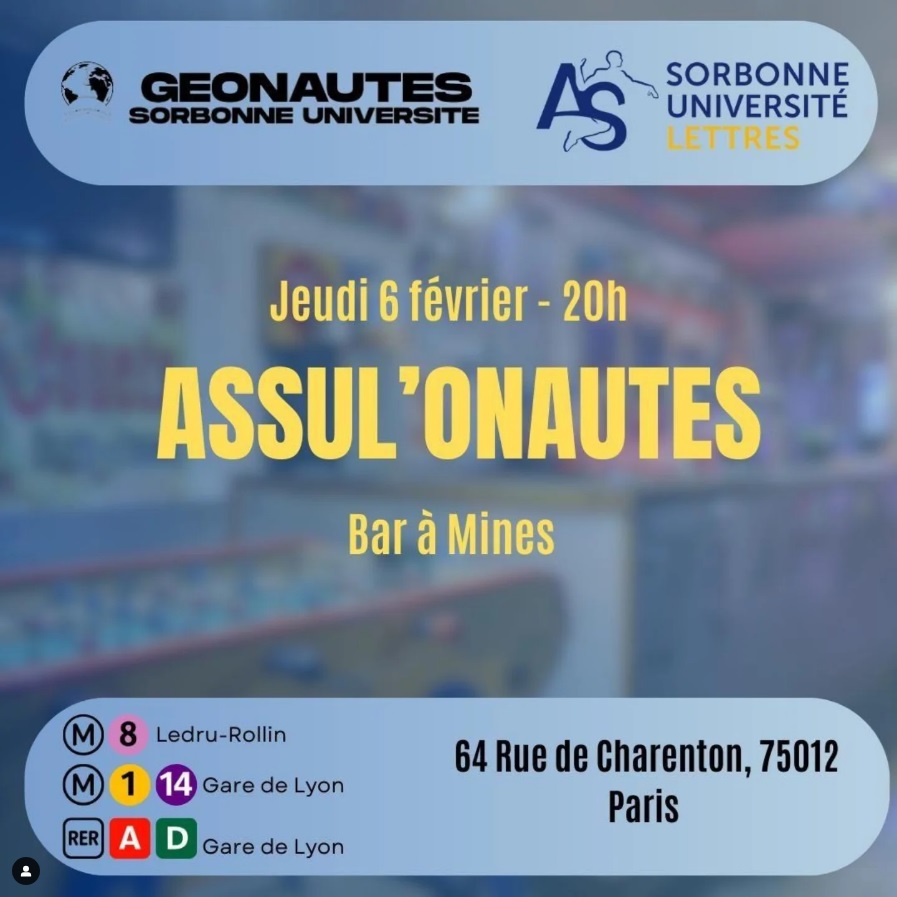 GEONAUTES
SORBONNE UNIVERSITE
AS
SORBONNE
UNIVERSITÉ
LETTRES
Jeudi 6 février - 20h
ASSUL'ONAUTES
Bar à Mines
M 8 Ledru-Rollin
M 1 14 Gare de Lyon
RER A D Gare de Lyon
64 Rue de Charenton, 75012
Paris